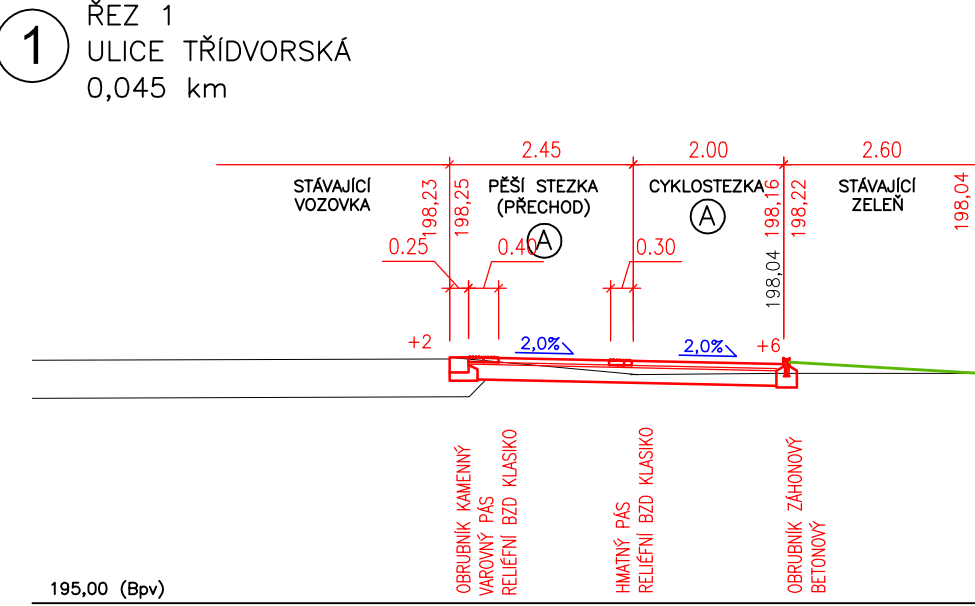 1
ŘEZ 1
ULICE TŘÍDVORSKÁ
0,045 km
2.45
2.00
2.60
STÁVAJÍCÍ
VOZOVKA
198,23
198,25
PĚŠÍ STEZKA
(PŘECHOD)
A
CYKLOSTEZKA
A
198,16
198,22
STÁVAJÍCÍ
ZELEŇ
198,04
0.25
0.40
0.30
198,04
+2
2,0%
2,0%
+6
OBRUBNÍK KAMENNÝ
VAROVNÝ PÁS
RELIÉFNÍ BZD KLASIKO
HMATNÝ PÁS
RELIÉFNÍ BZD KLASIKO
OBRUBNÍK ZÁHONOVÝ
BETONOVÝ
195,00 (Bpv)